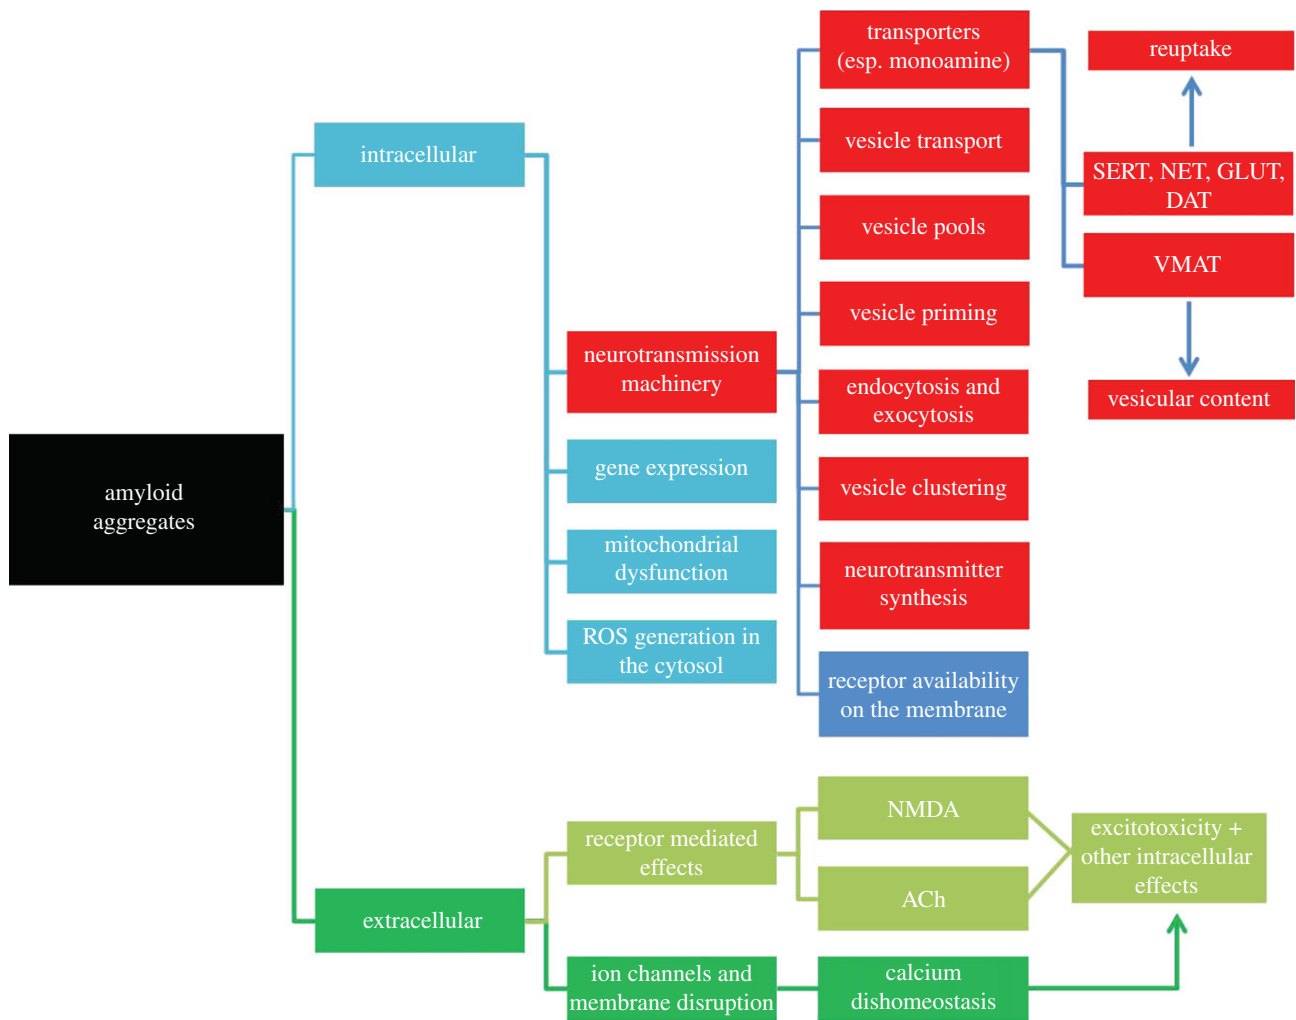 amyloid
aggregates
intracellular
extracellular
neurotransmission
machinery
gene expression
mitochondrial
dysfunction
ROS generation in
the cytosol
receptor mediated
effects
ion channels and
membrane disruption
transporters
(esp. monoamine)
vesicle transport
vesicle pools
vesicle priming
endocytosis and
exocytosis
vesicle clustering
neurotransmitter
synthesis
receptor availability
on the membrane
NMDA
ACh
calcium
dishomeostasis
reuptake
SERT, NET, GLUT,
DAT
VMAT
vesicular content
excitotoxicity +
other intracellular
effects